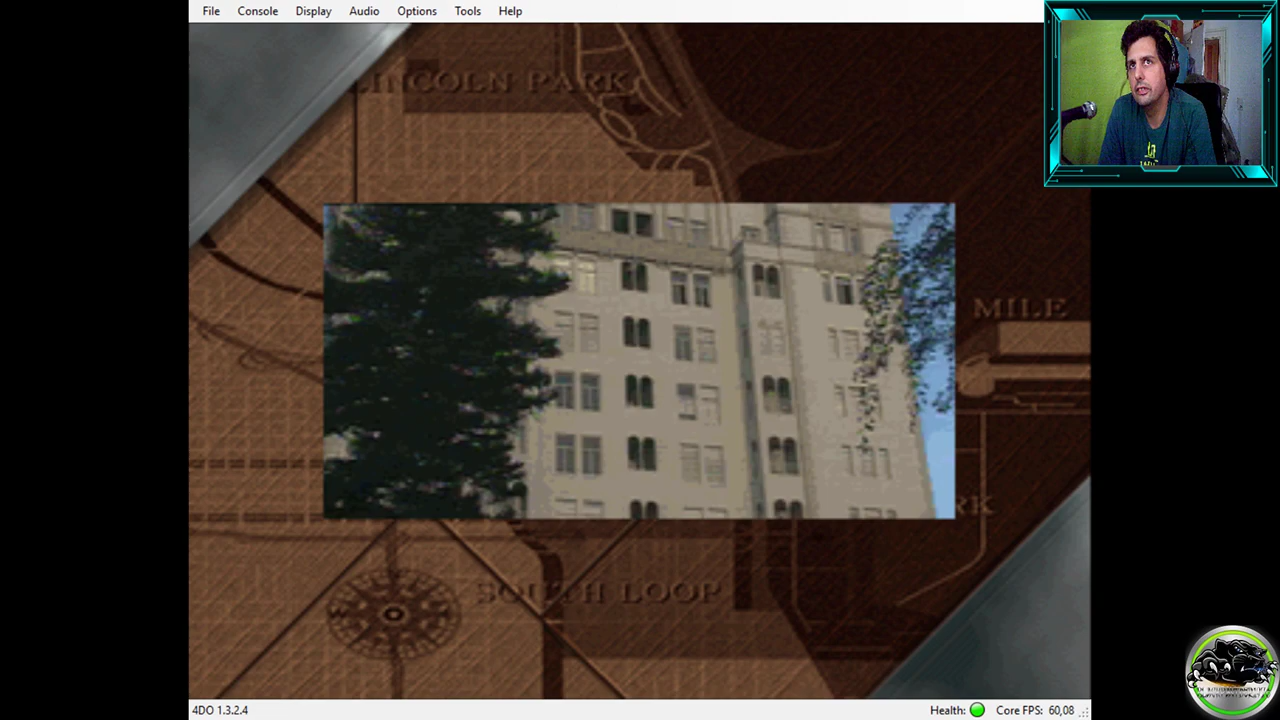 File Console Display Audio Options Tools Help
LINCOLN PARK
MILE
SOUTH LOOP
4DO 1.3.2.4
Health: Core FPS: 60,08